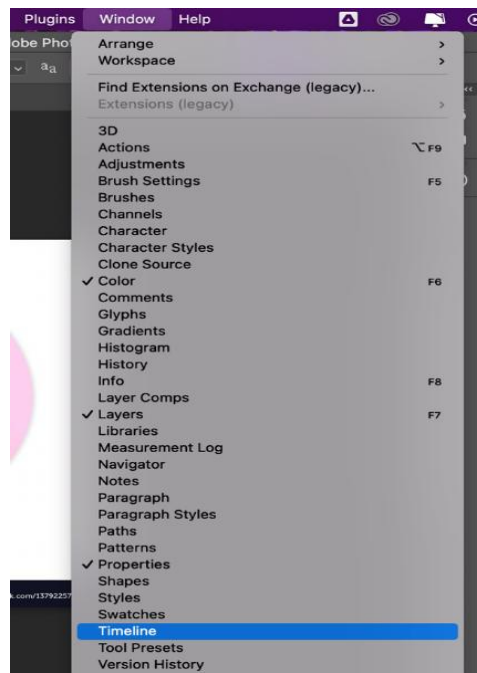 Plugins Window Help
obe Phot
aa
Arrange
Workspace
Find Extensions on Exchange (legacy)...
Extensions (legacy)
3D
Actions ⌥F9
Adjustments
Brush Settings F5
Brushes
Channels
Character
Character Styles
Clone Source
✓ Color F6
Comments
Glyphs
Gradients
Histogram
History
Info F8
Layer Comps
✓ Layers F7
Libraries
Measurement Log
Navigator
Notes
Paragraph
Paragraph Styles
Paths
Patterns
✓ Properties
Shapes
Styles
k.com/13792257
Swatches
Timeline
Tool Presets
Version History